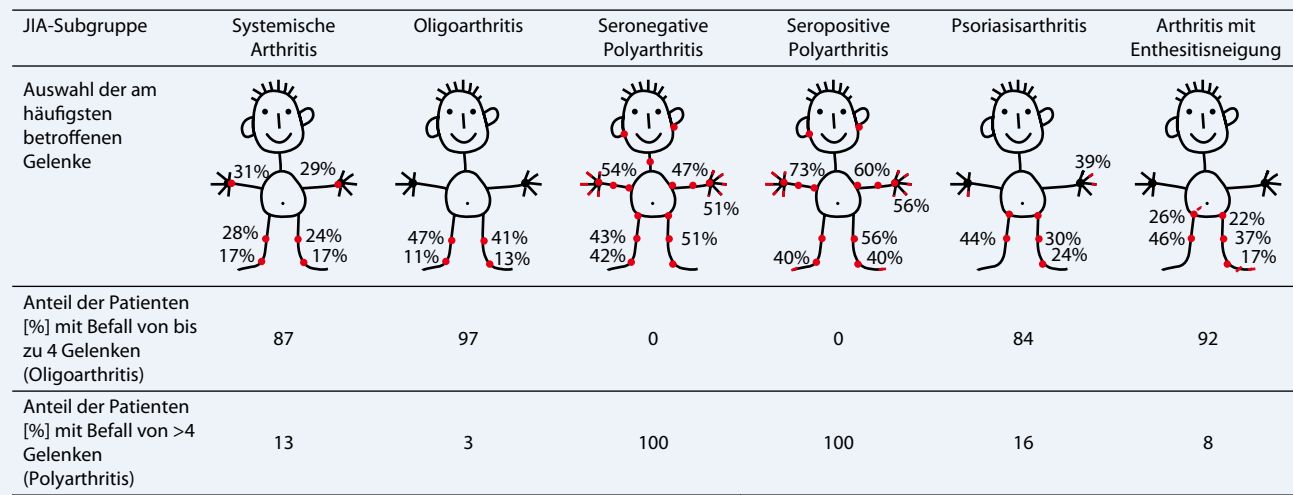 JIA-Subgruppe
Systemische
Arthritis
Oligoarthritis
Seronegative
Polyarthritis
Seropositive
Polyarthritis
Psoriasisarthritis
Arthritis mit
Enthesitisneigung
Auswahl der am
häufigsten
betroffenen
Gelenke
31% 29%
28% 24%
17% 17%
47% 41%
11% 13%
54% 47%
51%
43% 51%
42%
73% 60%
56%
56%
40% 40%
39%
44% 30%
24%
26% 22%
46% 37%
17%
Anteil der Patienten
[%] mit Befall von bis
zu 4 Gelenken
(Oligoarthritis)
87 97 0 0 84 92
Anteil der Patienten
[%] mit Befall von >4
Gelenken
(Polyarthritis)
13 3 100 100 16 8